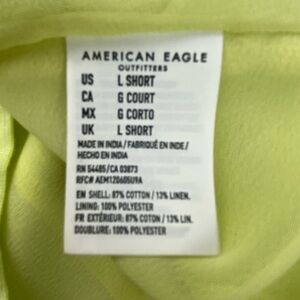 AMERICAN EAGLE
OUTFITTERS
US L SHORT
CA G COURT
MX G CORTO
UK L SHORT
MADE IN INDIA / FABRIQUÉ EN INDE/
HECHO EN INDIA
RN 54485/CA 03873
RFC# AEM120605U9A
EN SHELL: 87% COTTON / 13% LINEN.
LINING: 100% POLYESTER
FR EXTÉRIEUR: 87% COTON / 13% LIN.
DOUBLURE: 100% POLYESTER